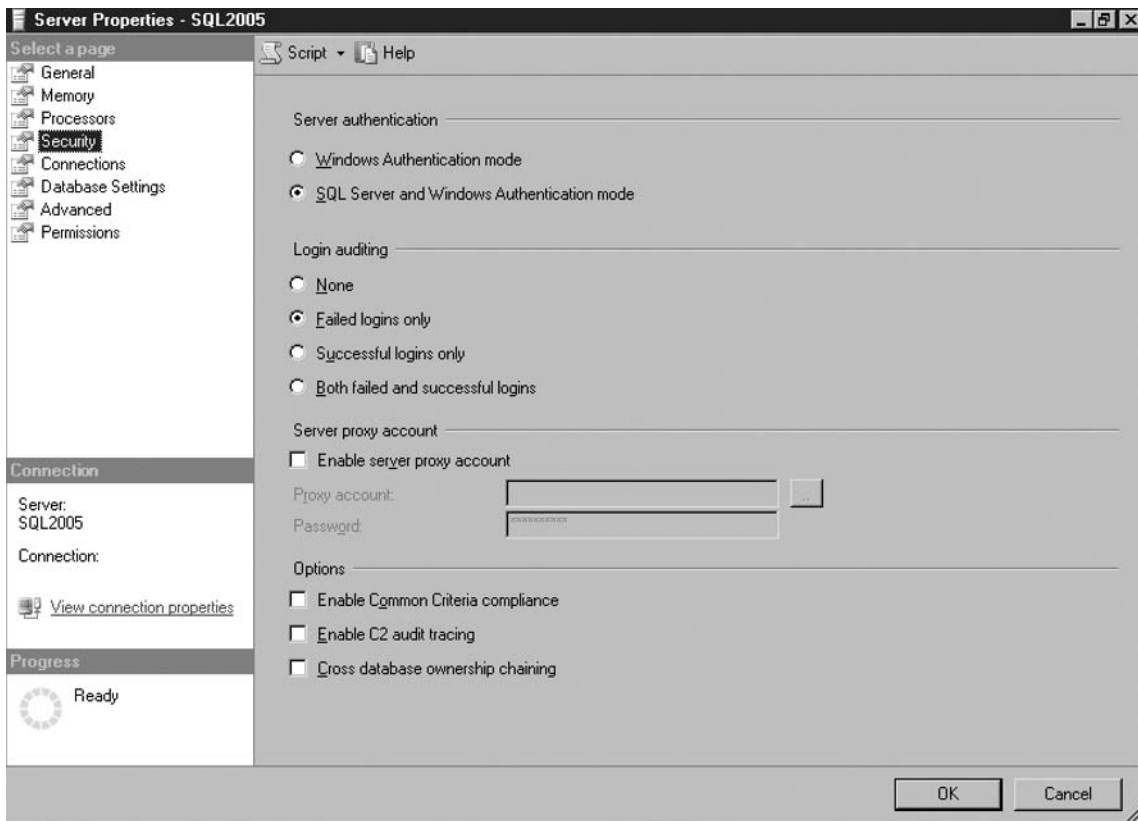 Server Properties - SQL2005
Select a page
General
Memory
Processors
Security
Connections
Database Settings
Advanced
Permissions
Connection
Server:
SQL2005
Connection:
View connection properties
Progress
Ready
Script Help
Server authentication
Windows Authentication mode
SQL Server and Windows Authentication mode
Login auditing
None
Failed logins only
Successful logins only
Both failed and successful logins
Server proxy account
Enable server proxy account
Proxy account:
...
Password:
**********
Options
Enable Common Criteria compliance
Enable C2 audit tracing
Cross database ownership chaining
OK Cancel